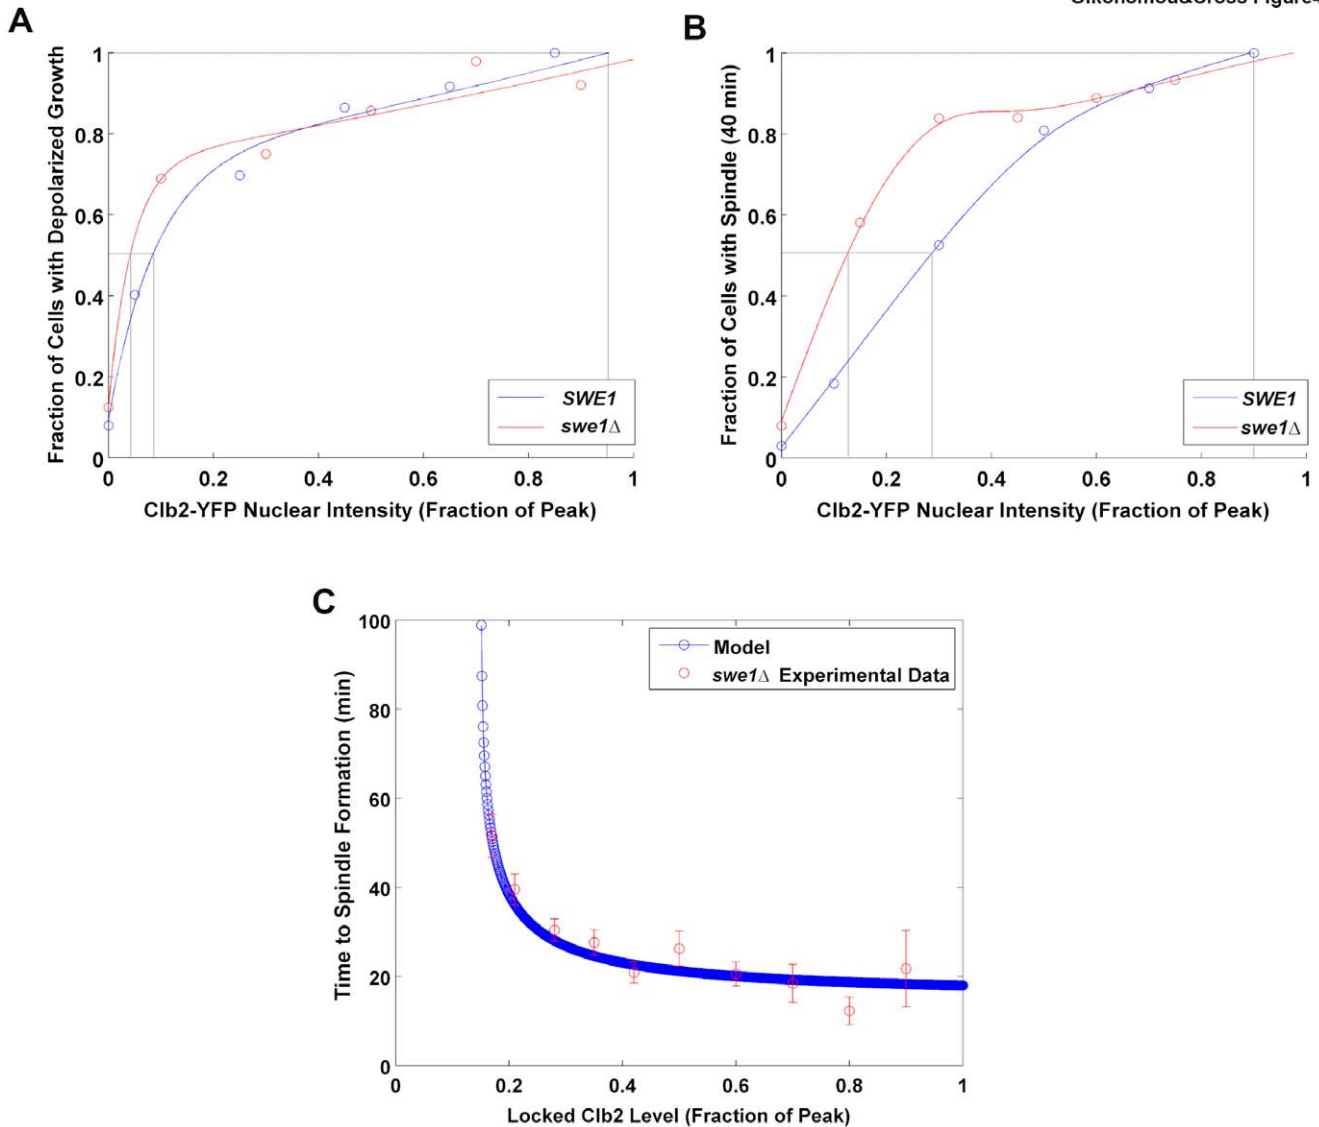 A
Fraction of Cells with Depolarized Growth
1
0.8
0.6
0.4
0.2
0
0 0.2 0.4 0.6 0.8 1
Clb2-YFP Nuclear Intensity (Fraction of Peak)
SWE1
swe1Δ
B
Fraction of Cells with Spindle (40 min)
1
0.8
0.6
0.4
0.2
0
0 0.2 0.4 0.6 0.8 1
Clb2-YFP Nuclear Intensity (Fraction of Peak)
SWE1
swe1Δ
C
Time to Spindle Formation (min)
100
80
60
40
20
0
0 0.2 0.4 0.6 0.8 1
Locked Clb2 Level (Fraction of Peak)
Model
swe1Δ Experimental Data